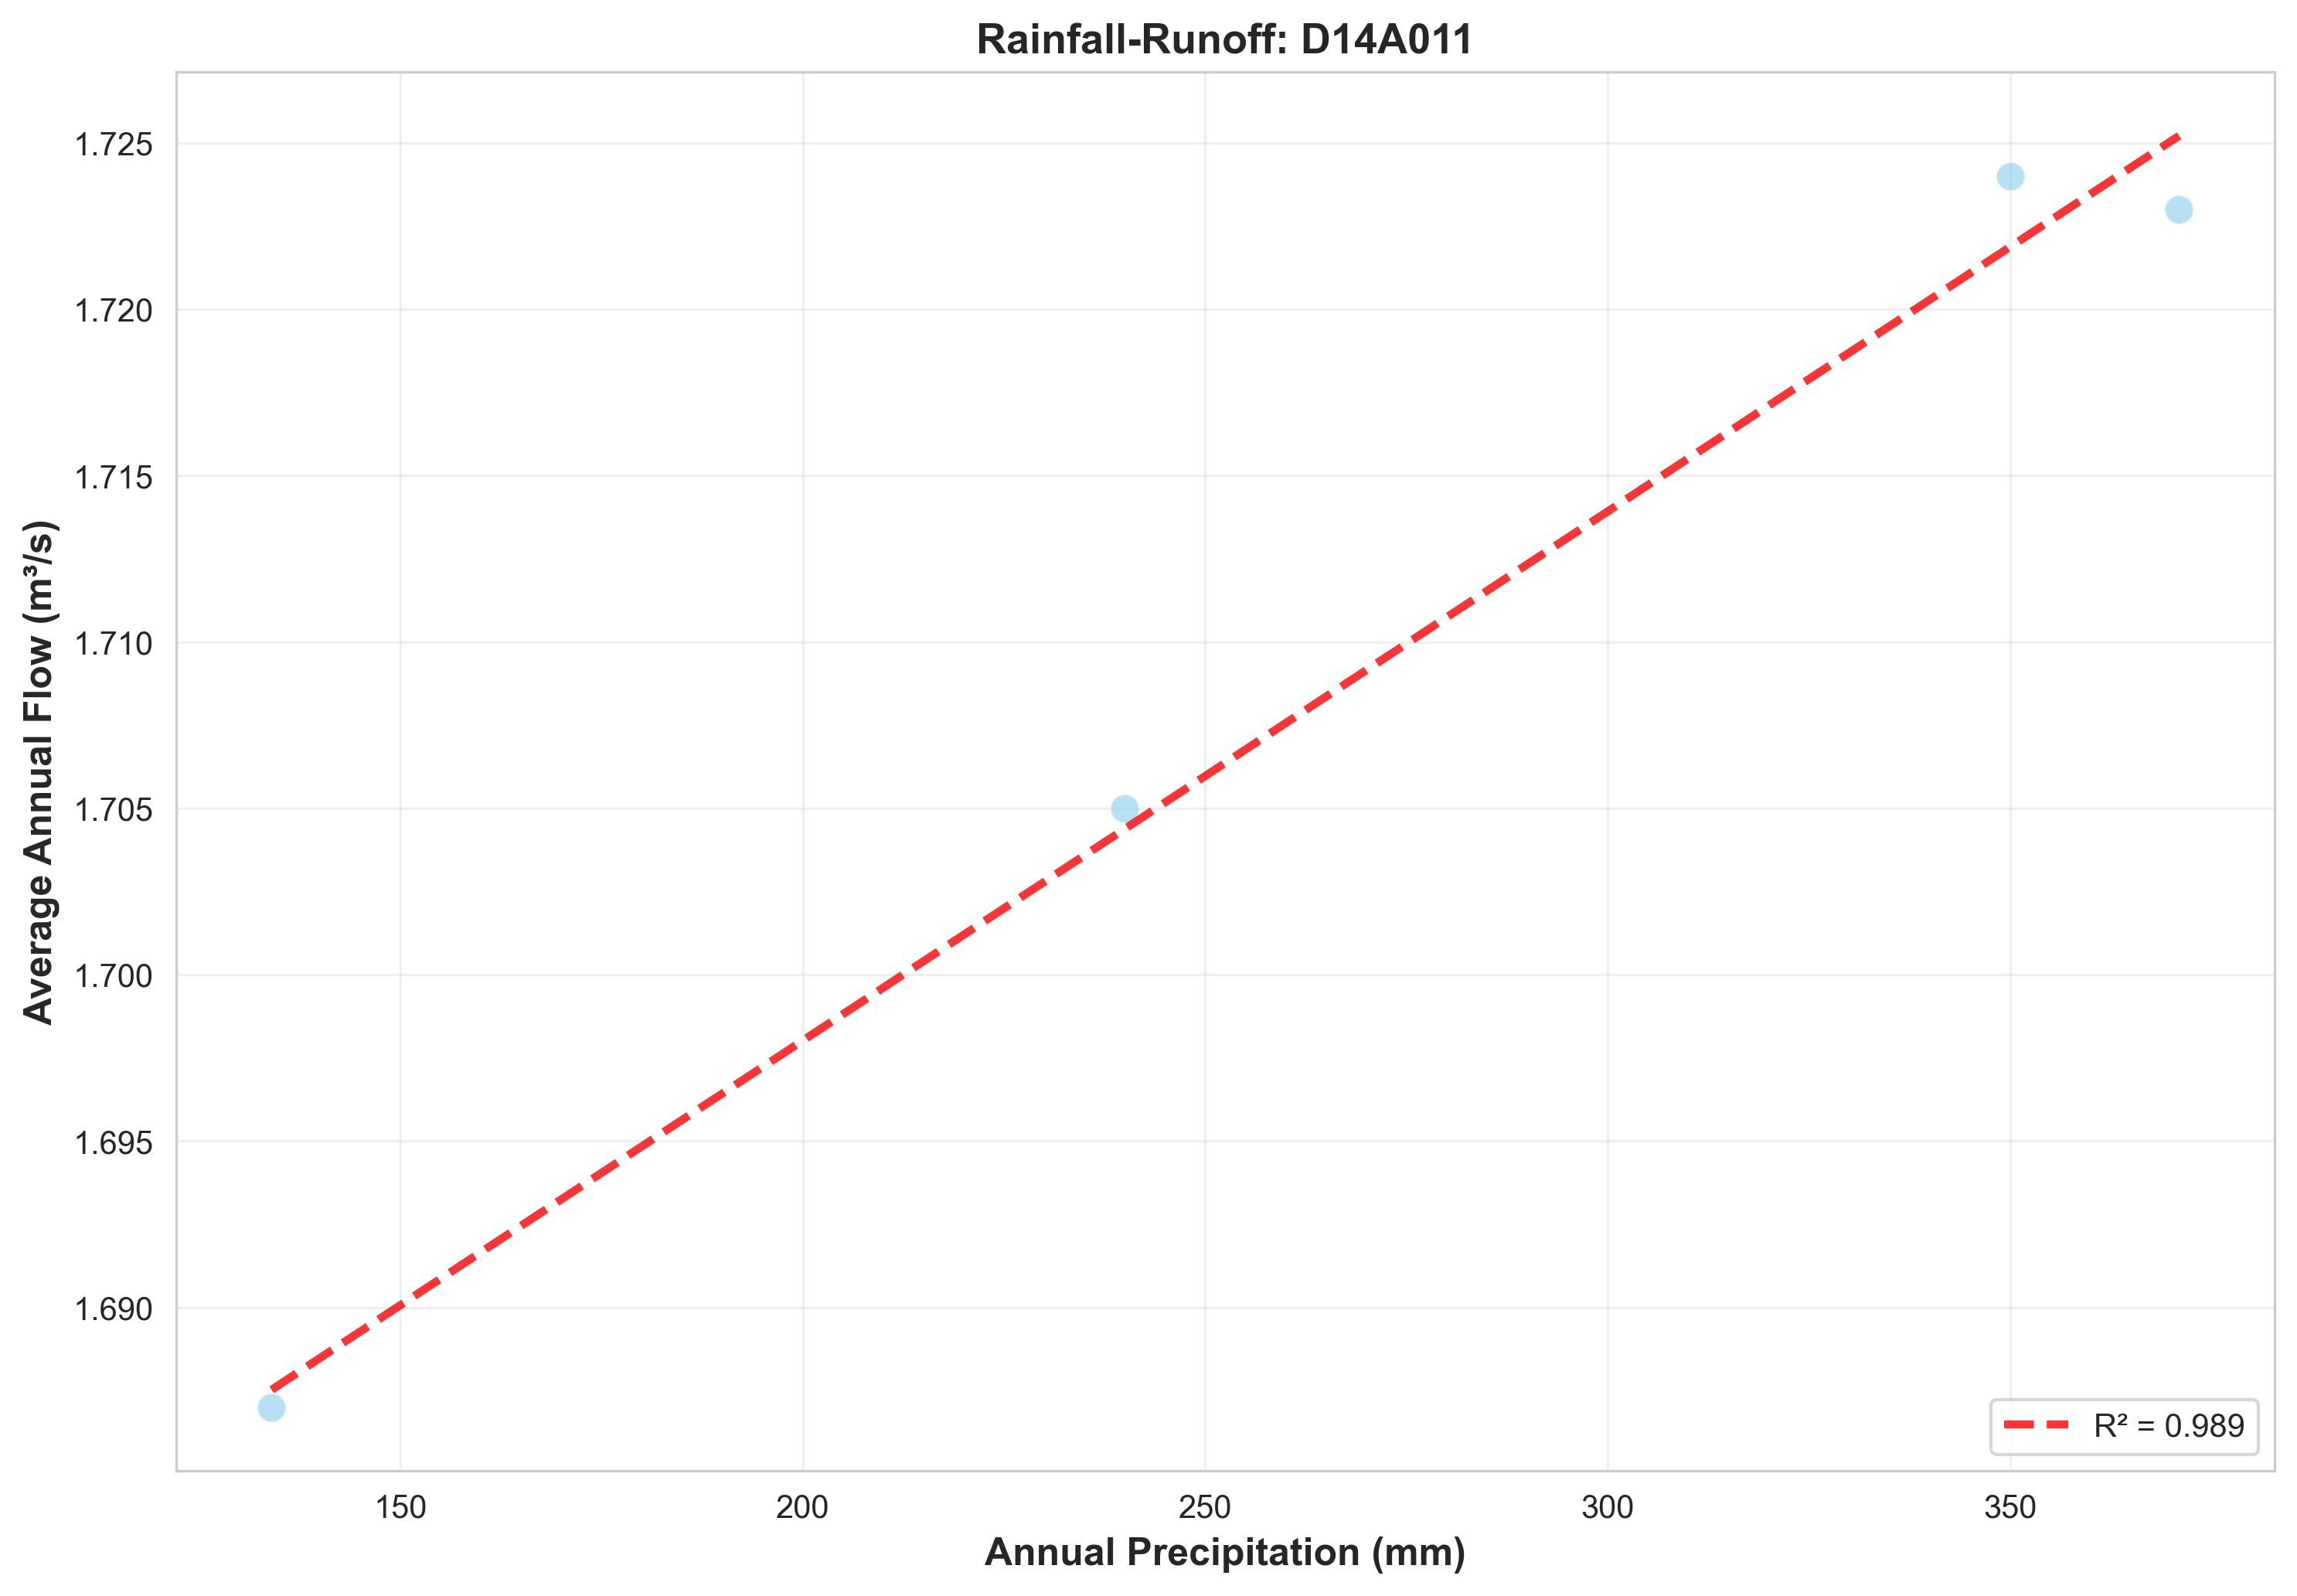 Rainfall-Runoff: D14A011
Average Annual Flow (m³/s)
1.725
1.720
1.715
1.710
1.705
1.700
1.695
1.690
R² = 0.989
150 200 250 300 350
Annual Precipitation (mm)